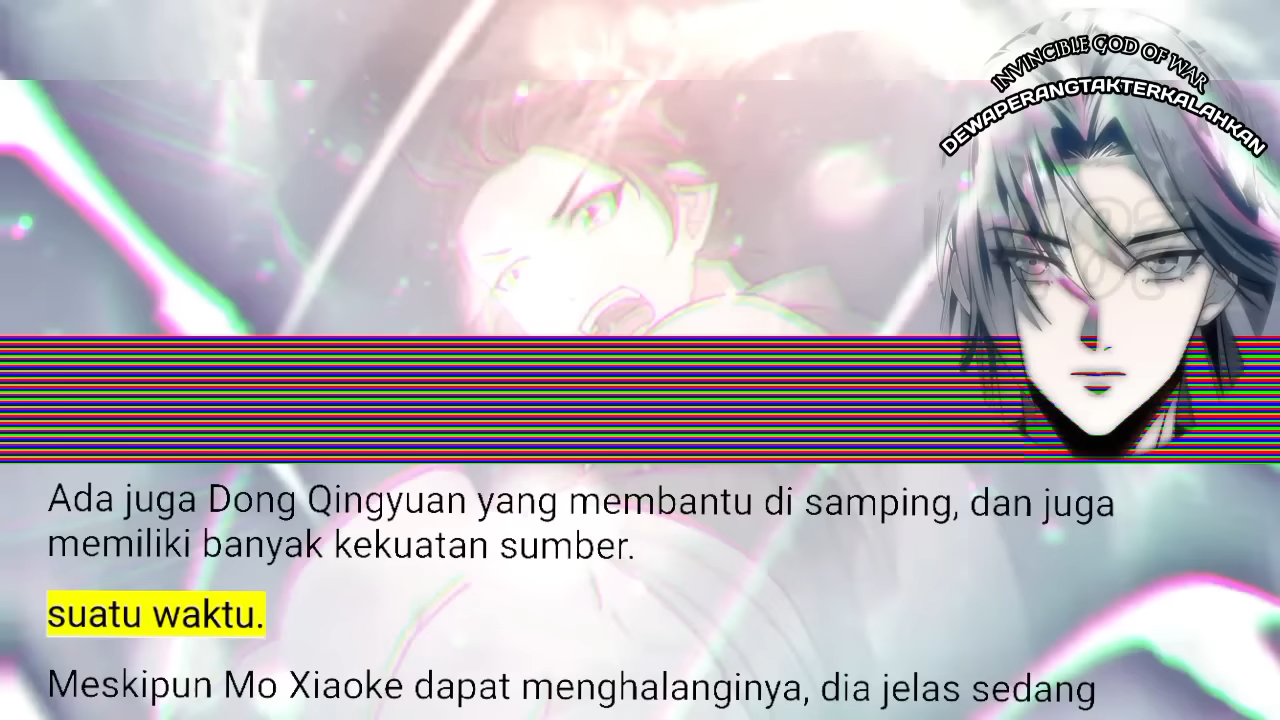 INVINCIBLE GOD OF WAR
DEWAPERANGTAKTERKALAHKAN
Ada juga Dong Qingyuan yang membantu di samping, dan juga
memiliki banyak kekuatan sumber.
suatu waktu.
Meskipun Mo Xiaoke dapat menghalanginya, dia jelas sedang